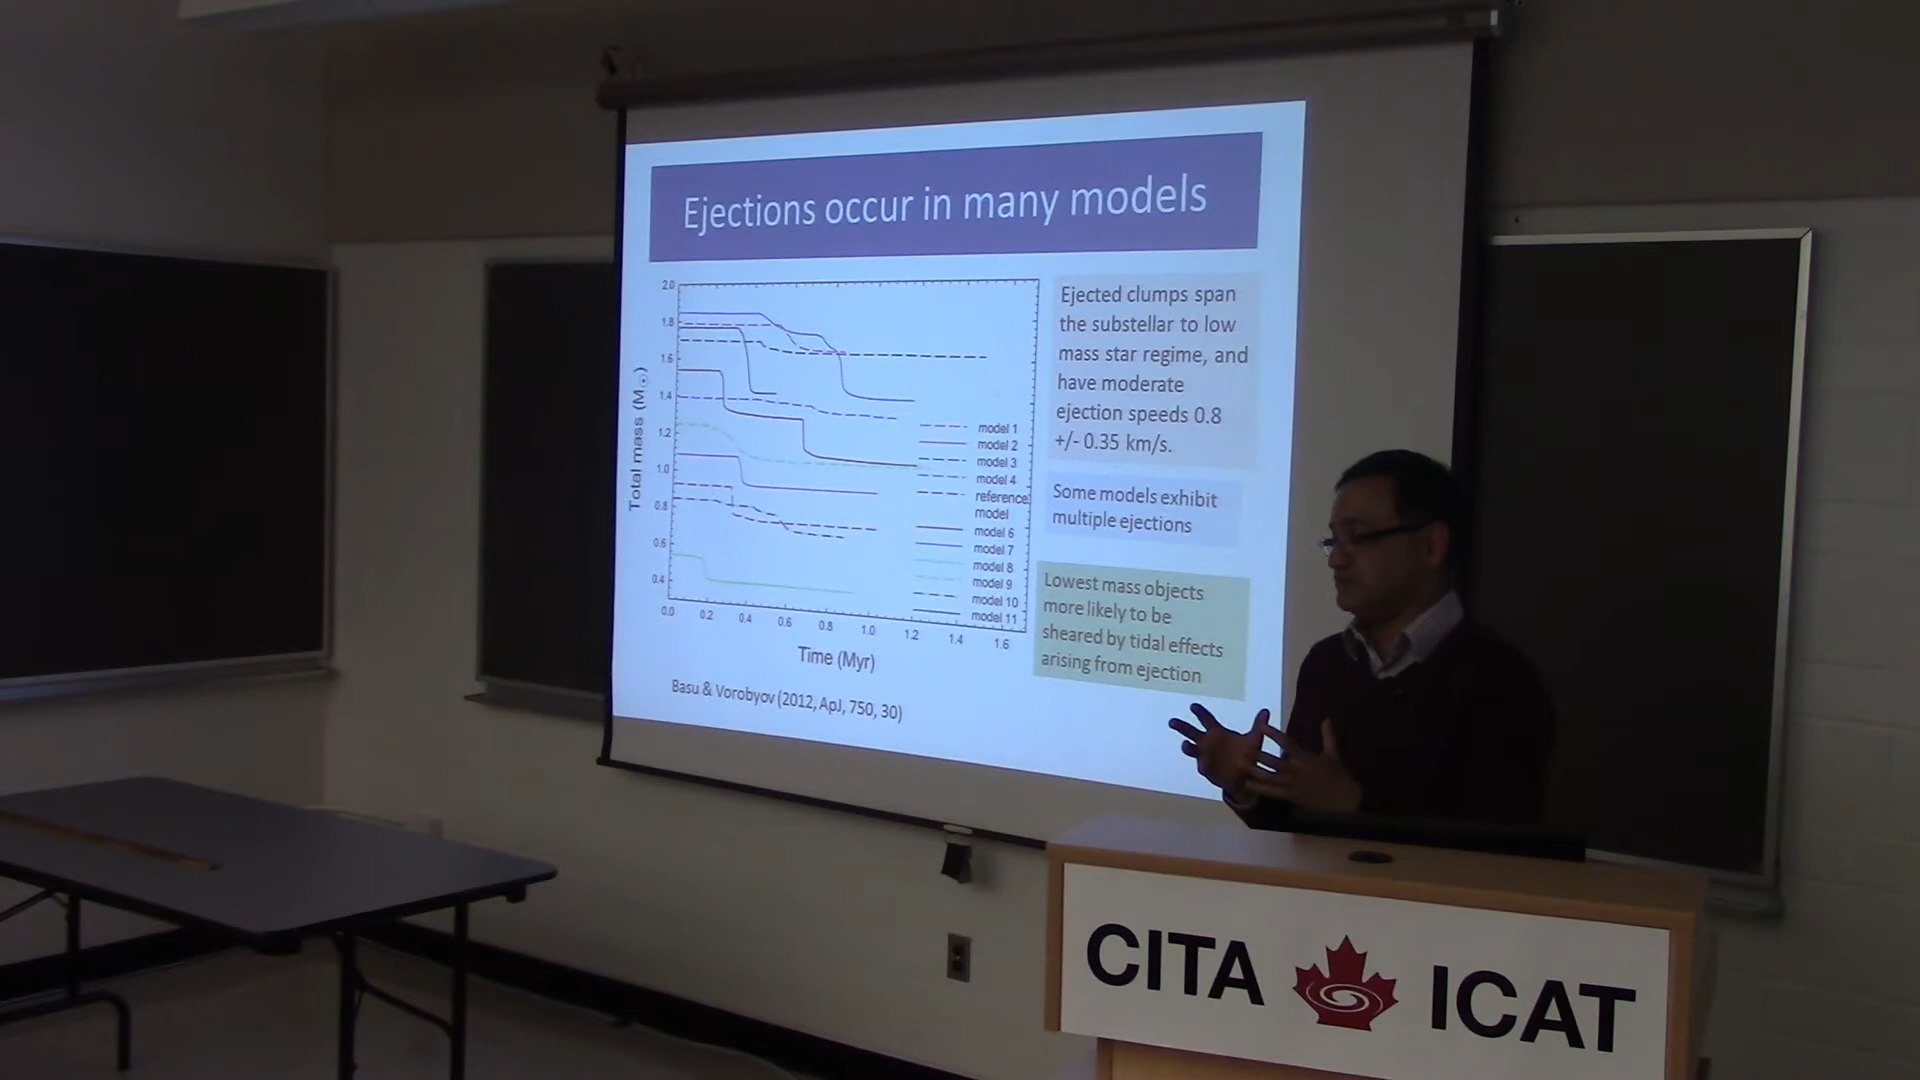 Ejections occur in many models
2.0
1.8
1.6
1.4
1.2
1.0
0.8
0.6
0.4
Total mass (M☉)
0.0 0.2 0.4 0.6 0.8 1.0 1.2 1.4 1.6
Time (Myr)
model 1
model 2
model 3
model 4
reference
model
model 6
model 7
model 8
model 9
model 10
model 11
Basu & Vorobyov (2012, ApJ, 750, 30)
Ejected clumps span
the substellar to low
mass star regime, and
have moderate
ejection speeds 0.8
+/- 0.35 km/s.
Some models exhibit
multiple ejections
Lowest mass objects
more likely to be
sheared by tidal effects
arising from ejection
CITA ICAT